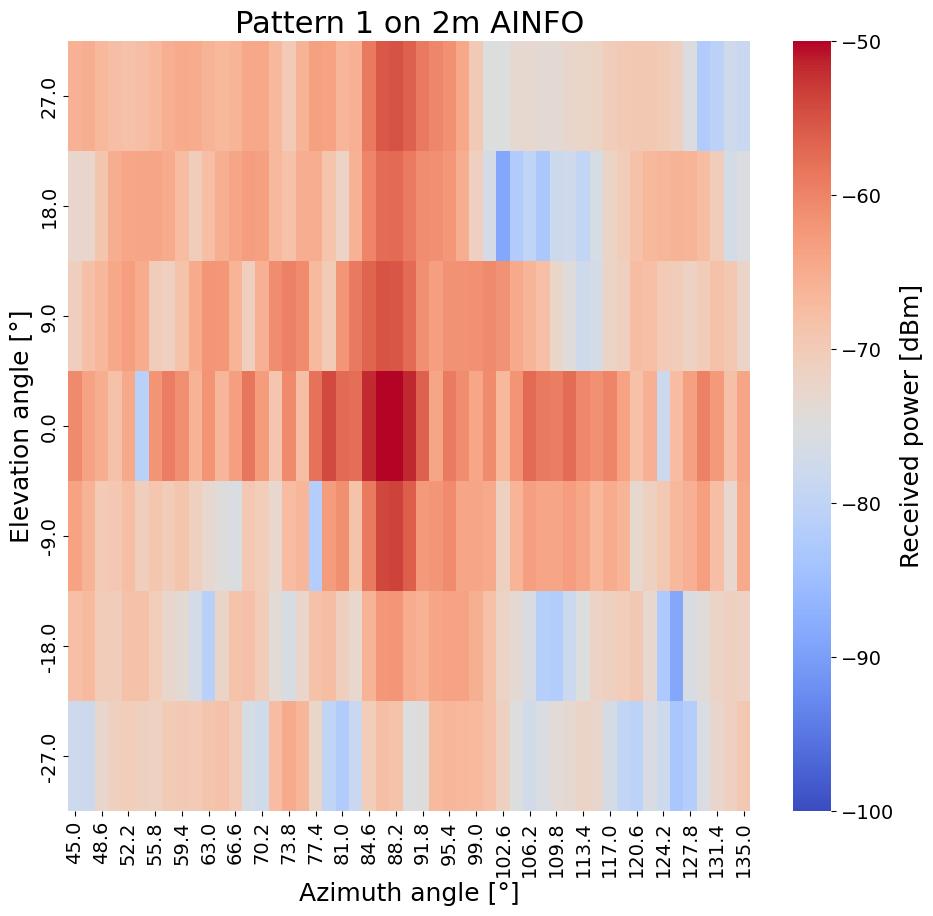 Pattern 1 on 2m AINFO
Elevation angle [°]
27.0
18.0
9.0
0.0
-9.0
-18.0
-27.0
45.0 48.6 52.2 55.8 59.4 63.0 66.6 70.2 73.8 77.4 81.0 84.6 88.2 91.8 95.4 99.0 102.6 106.2 109.8 113.4 117.0 120.6 124.2 127.8 131.4 135.0
Azimuth angle [°]
−50
−60
−70
−80
−90
−100
Received power [dBm]